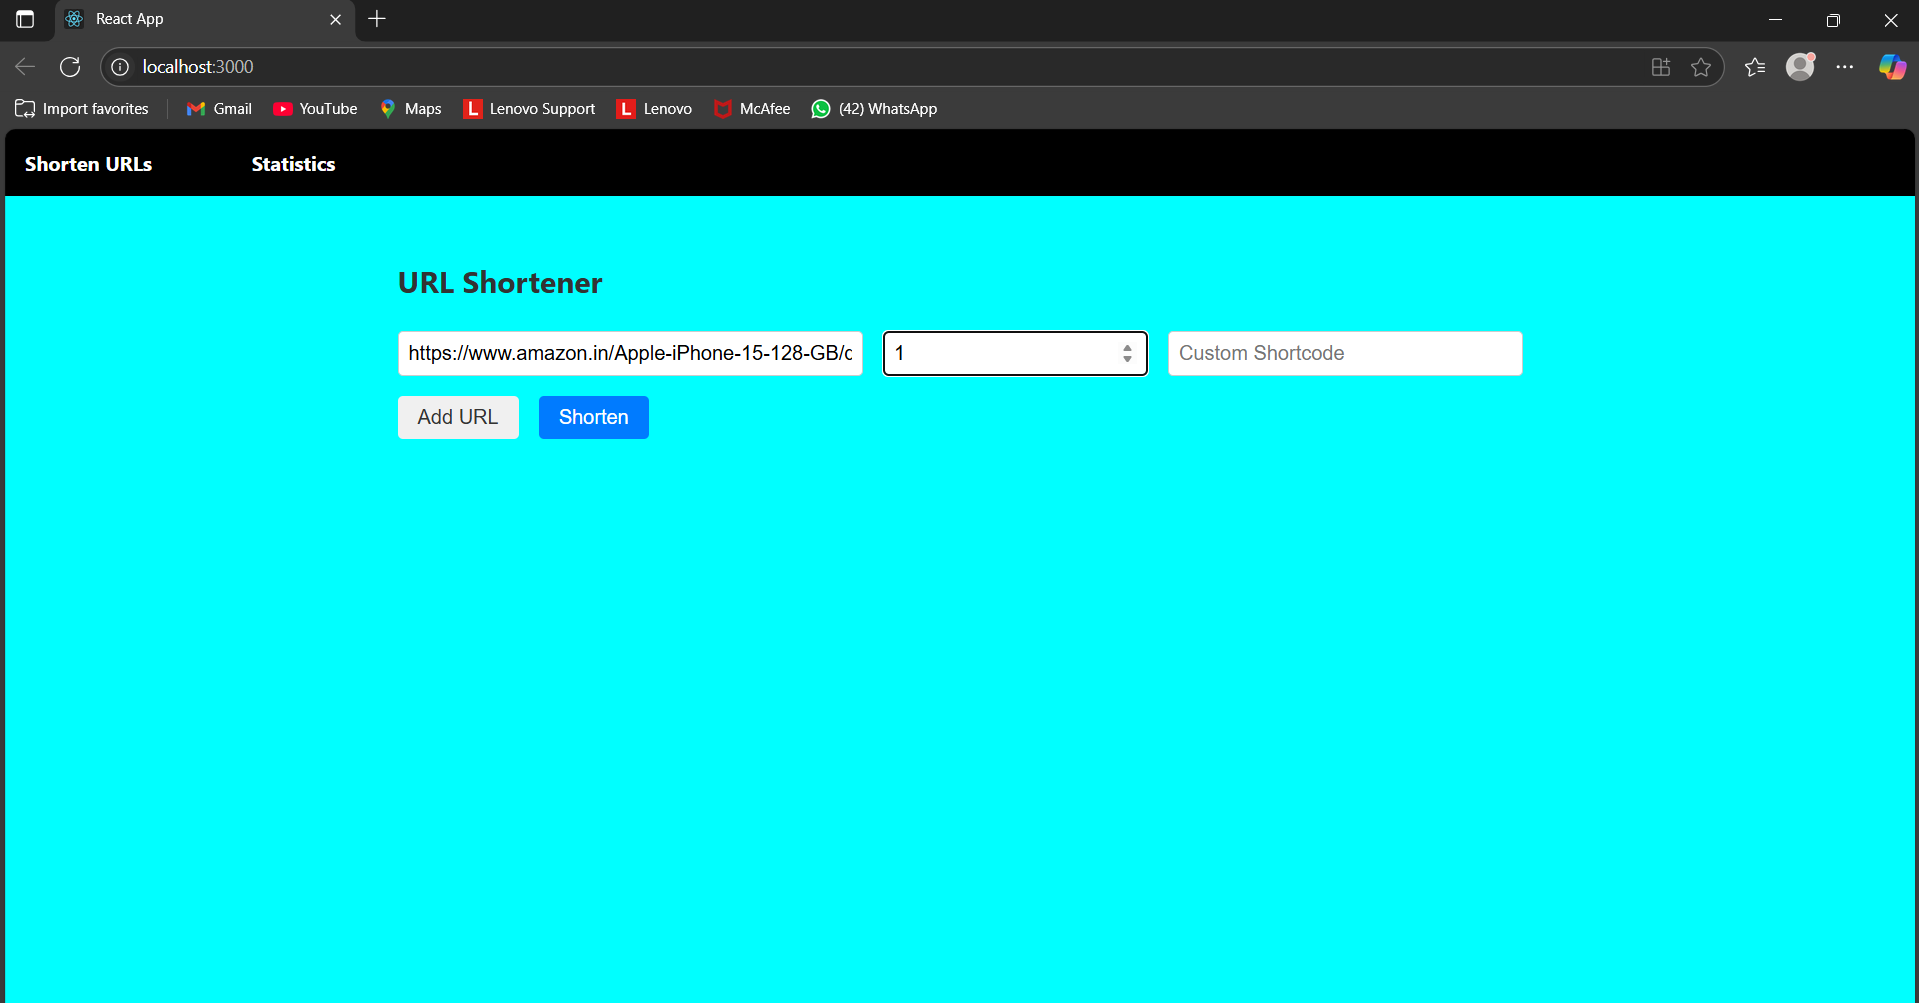 React App
localhost:3000
Import favorites Gmail YouTube Maps L Lenovo Support L Lenovo McAfee (42) WhatsApp
Shorten URLs Statistics
URL Shortener
https://www.amazon.in/Apple-iPhone-15-128-GB/c 1 Custom Shortcode
Add URL Shorten